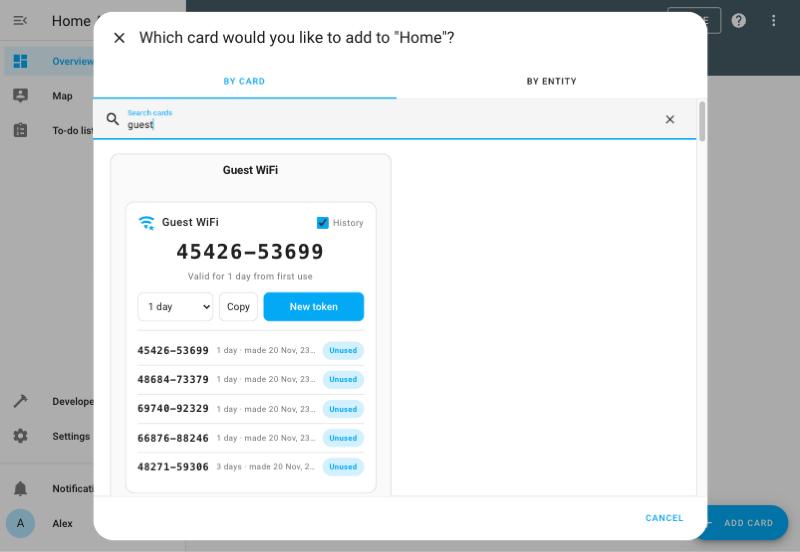 Home
Which card would you like to add to "Home"?
Overview
BY CARD
BY ENTITY
Map
Search cards
guest
To-do list
Guest WiFi
Guest WiFi
History
45426–53699
Valid for 1 day from first use
1 day
Copy
New token
45426–53699 1 day · made 20 Nov, 23... Unused
48684–73379 1 day · made 20 Nov, 23... Unused
69740–92329 1 day · made 20 Nov, 23... Unused
Develope
66876–88246 1 day · made 20 Nov, 23... Unused
Settings
48271–59306 3 days · made 20 Nov, 2... Unused
Notificati
CANCEL
A
Alex
ADD CARD